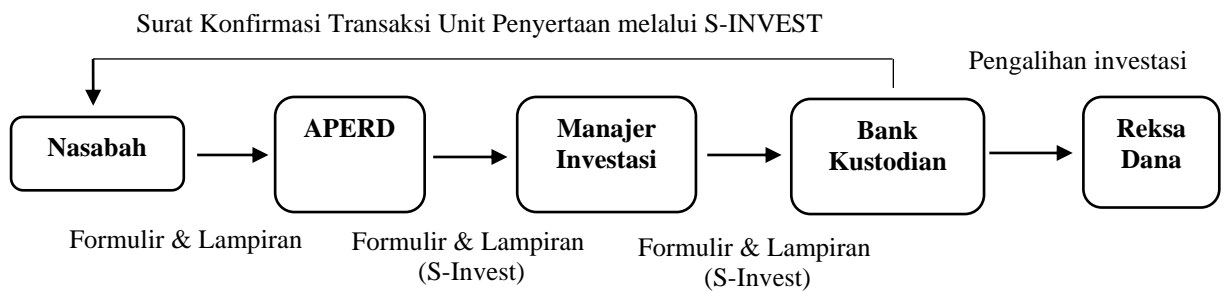 Surat Konfirmasi Transaksi Unit Penyertaan melalui S-INVEST
Pengalihan investasi
Nasabah
APERD
Manajer
Investasi
Bank
Kustodian
Reksa
Dana
Formulir & Lampiran
Formulir & Lampiran
(S-Invest)
Formulir & Lampiran
(S-Invest)